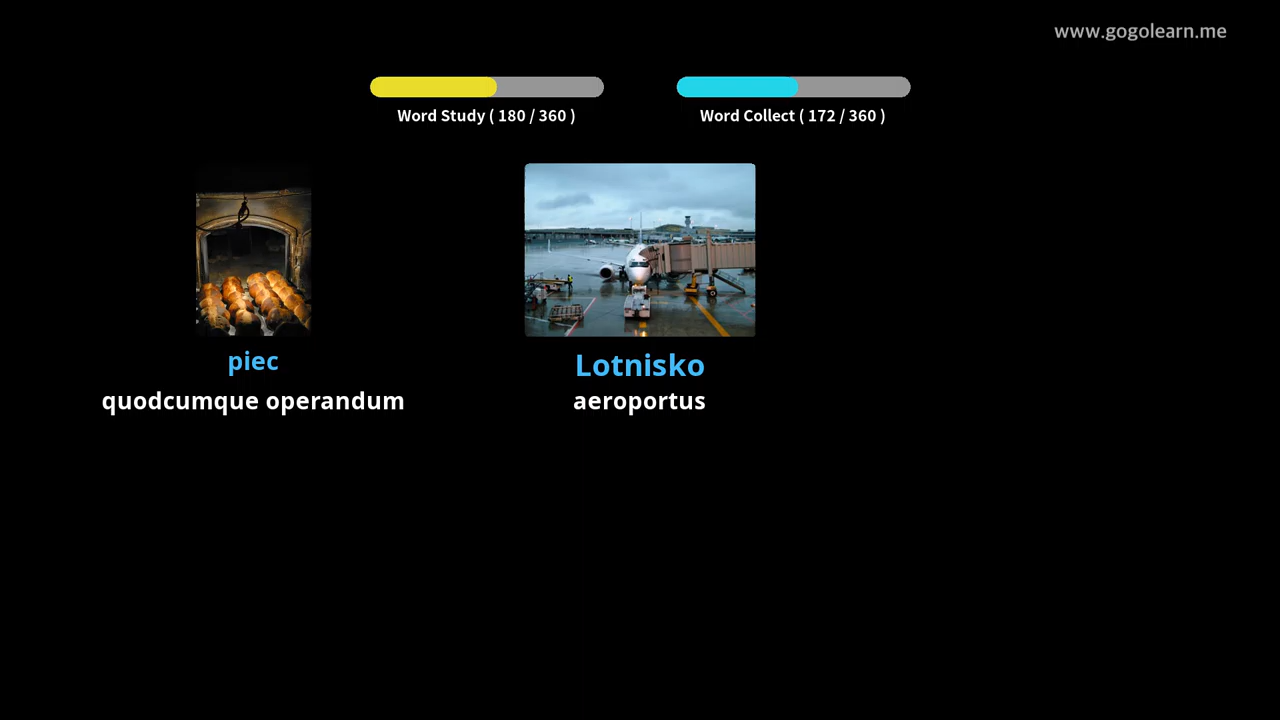 www.gogolearn.me
Word Study ( 180 / 360 )
Word Collect ( 172 / 360 )
piec
quodcumque operandum
Lotnisko
aeroportus